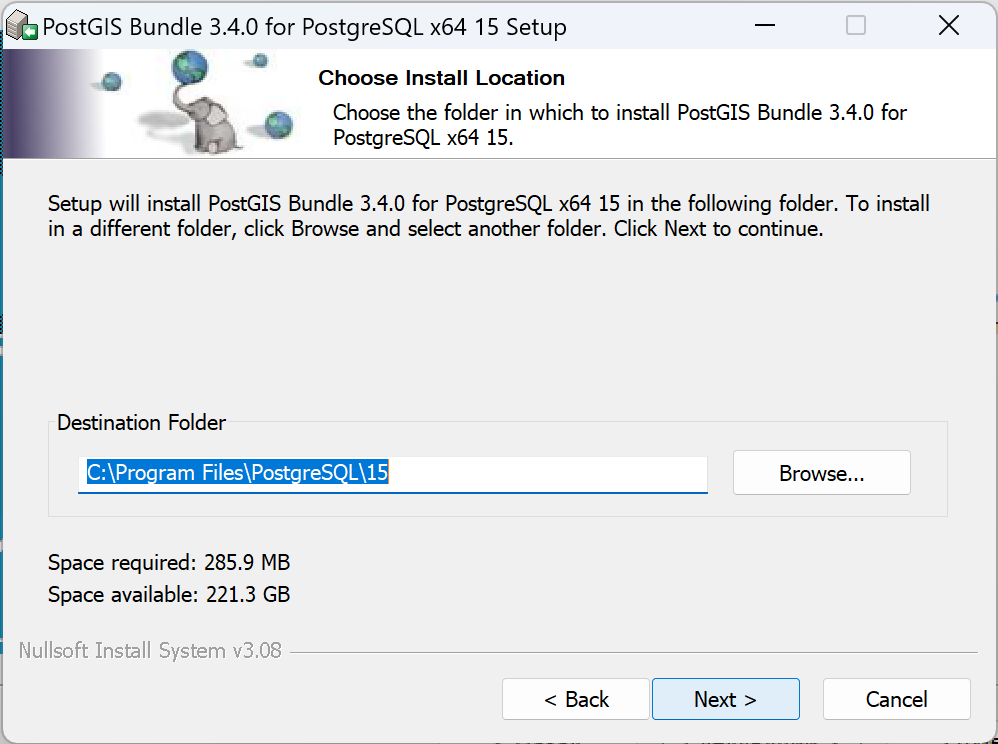 PostGIS Bundle 3.4.0 for PostgreSQL x64 15 Setup
Choose Install Location
Choose the folder in which to install PostGIS Bundle 3.4.0 for
PostgreSQL x64 15.
Setup will install PostGIS Bundle 3.4.0 for PostgreSQL x64 15 in the following folder. To install
in a different folder, click Browse and select another folder. Click Next to continue.
Destination Folder
C:\Program Files\PostgreSQL\15
Browse...
Space required: 285.9 MB
Space available: 221.3 GB
Nullsoft Install System v3.08
< Back
Next >
Cancel